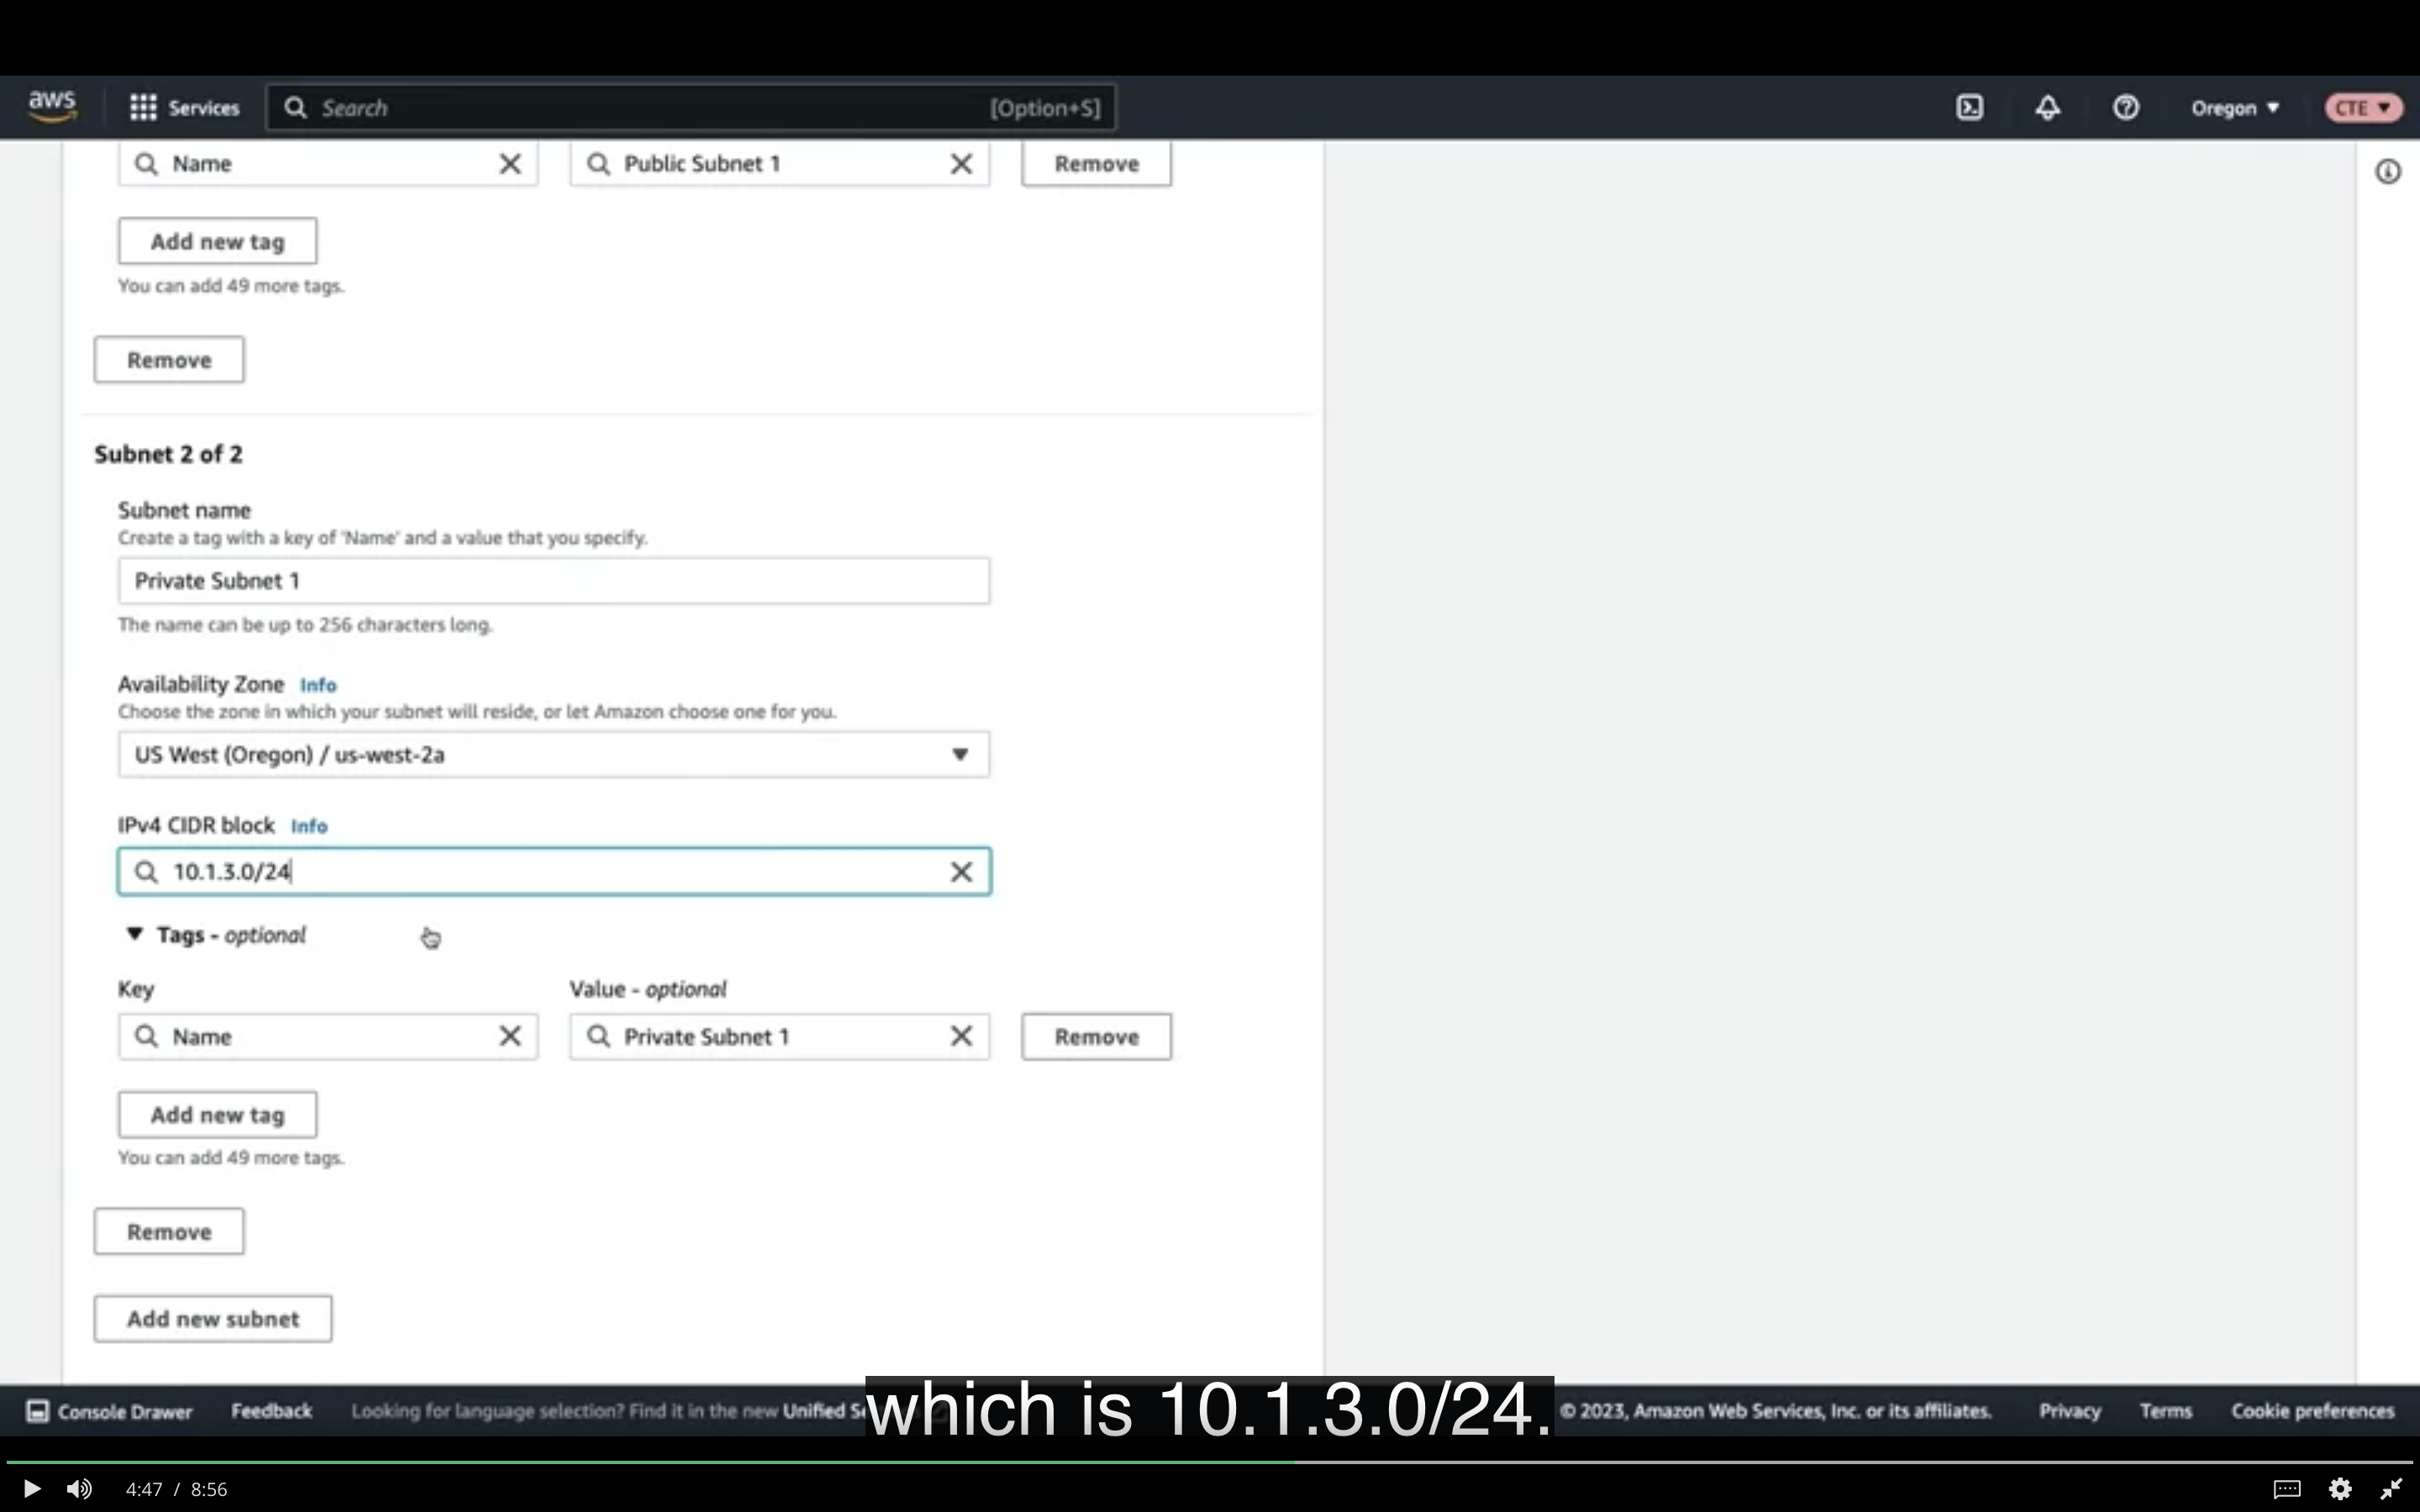 aws
Services
Search
[Option+S]
Oregon
CTE
Name
Public Subnet 1
Remove
Add new tag
You can add 49 more tags.
Remove
Subnet 2 of 2
Subnet name
Create a tag with a key of 'Name' and a value that you specify.
Private Subnet 1
The name can be up to 256 characters long.
Availability Zone Info
Choose the zone in which your subnet will reside, or let Amazon choose one for you.
US West (Oregon) / us-west-2a
IPv4 CIDR block Info
10.1.3.0/24
Tags - optional
Key
Value - optional
Name
Private Subnet 1
Remove
Add new tag
You can add 49 more tags.
Remove
Add new subnet
Console Drawer
Feedback
Looking for language selection? Find it in the new Unified
which is 10.1.3.0/24.
© 2023, Amazon Web Services, Inc. or its affiliates.
Privacy
Terms
Cookie preferences
4:47 / 8:56